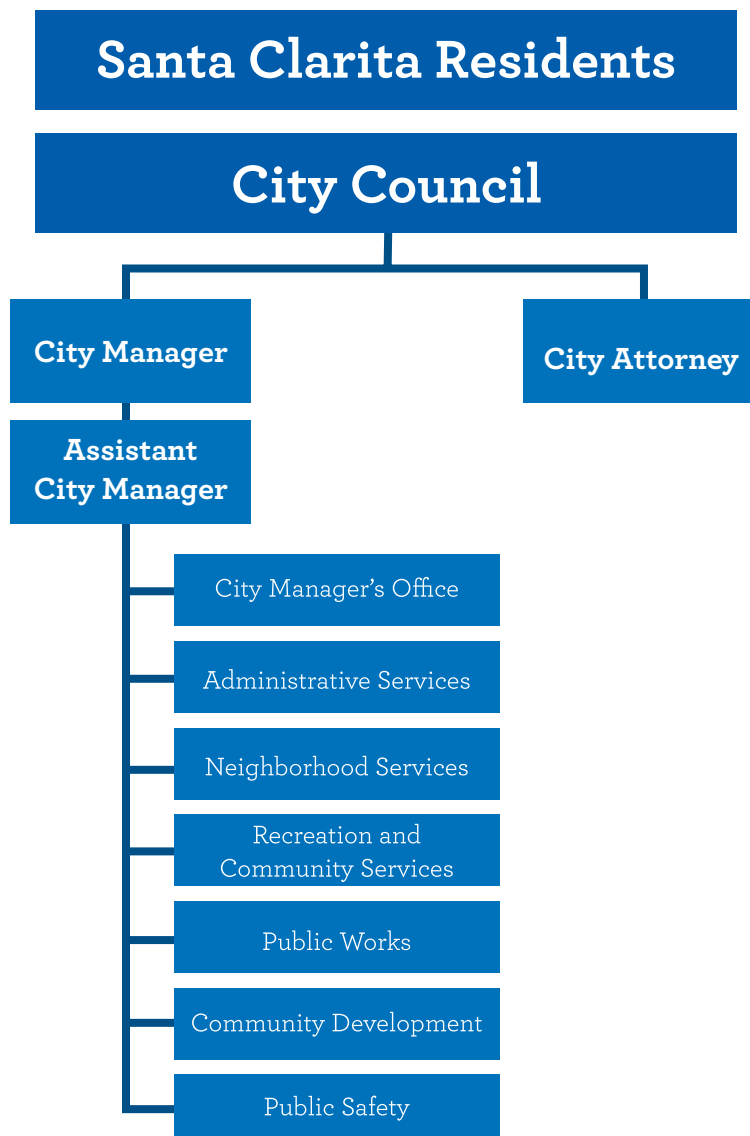 Santa Clarita Residents
City Council
City Manager
City Attorney
Assistant
City Manager
City Manager’s Office
Administrative Services
Neighborhood Services
Recreation and
Community Services
Public Works
Community Development
Public Safety